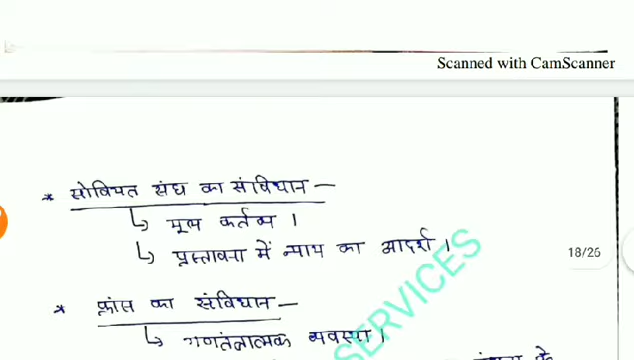 Scanned with CamScanner
* सोवियत संघ का संविधान —
↳ मूल कर्तव्य ।
↳ प्रस्तावना में न्याय का आदर्श ।
18/26
* फ्रांस का संविधान —
↳ गणतंत्रात्मक व्यवस्था ।
SERVICES